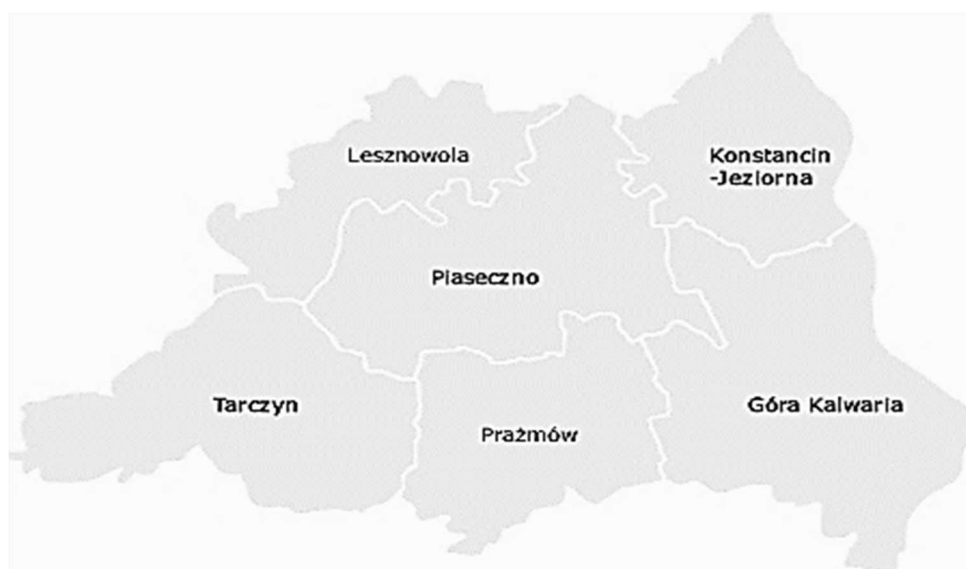 Lesznowola
Konstancin
-Jeziorna
Piaseczno
Tarczyn
Prażmów
Góra Kalwaria